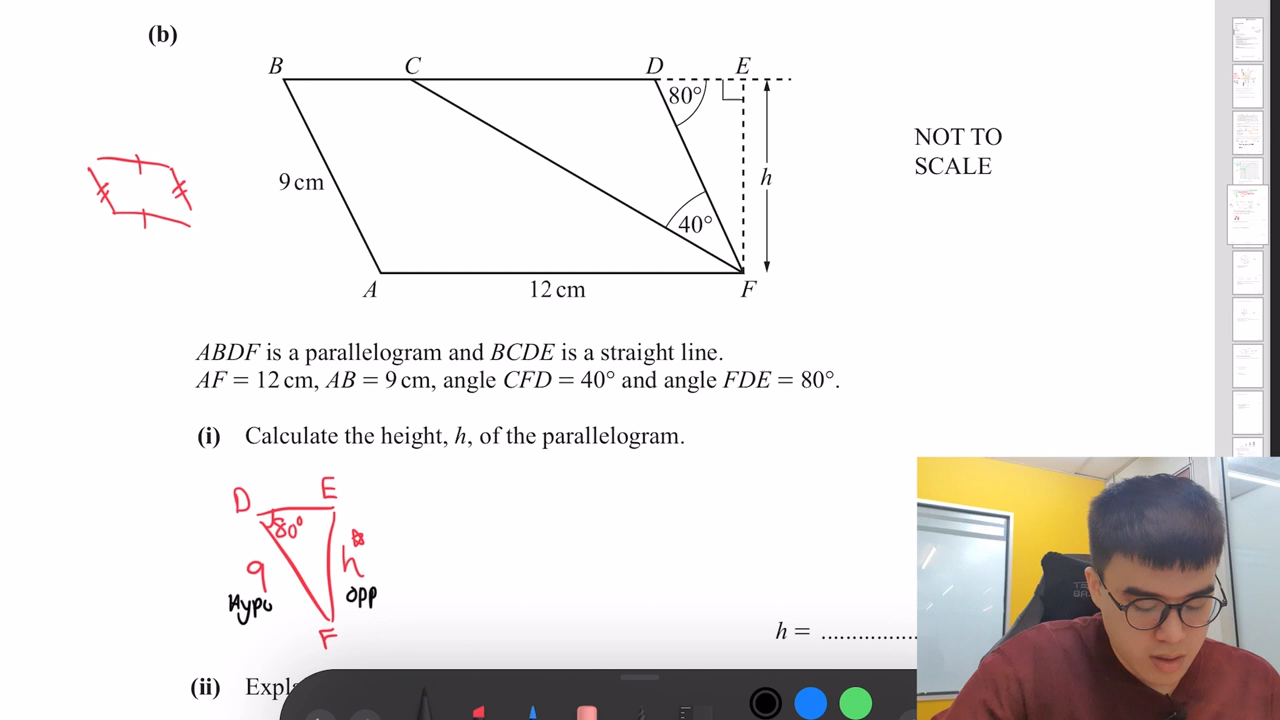 (b)
B C D E
80°
NOT TO
SCALE
9 cm
h
40°
A 12 cm F
ABDF is a parallelogram and BCDE is a straight line.
AF = 12 cm, AB = 9 cm, angle CFD = 40° and angle FDE = 80°.
(i) Calculate the height, h, of the parallelogram.
D E
80°
9 h
Hypo opp
F
h = ...............
(ii) Expl